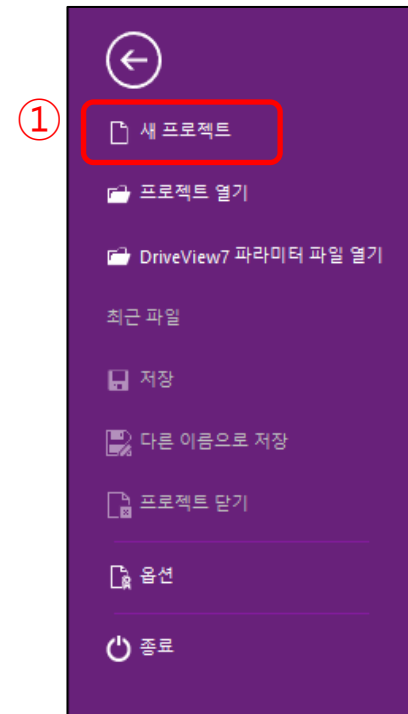 ①
새 프로젝트
프로젝트 열기
DriveView7 파라미터 파일 열기
최근 파일
저장
다른 이름으로 저장
프로젝트 닫기
옵션
종료